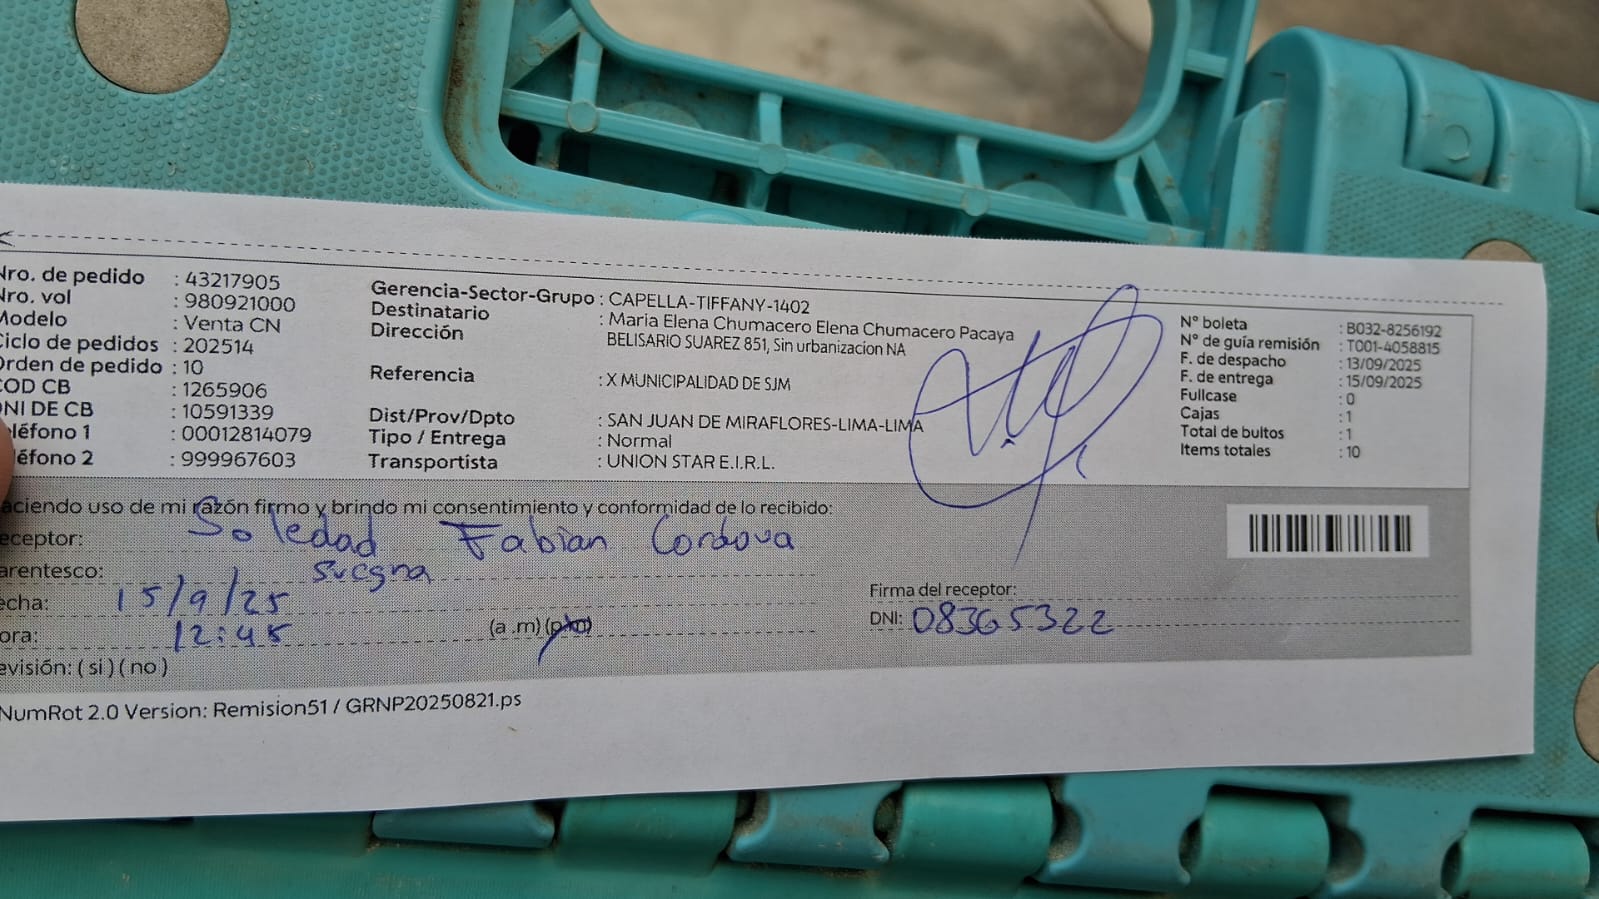 Nro. de pedido : 43217905
Nro. vol : 980921000
Modelo : Venta CN
Ciclo de pedidos : 202514
Orden de pedido : 10
COD CB : 1265906
DNI DE CB : 10591339
eléfono 1 : 00012814079
léfono 2 : 999967603
Gerencia-Sector-Grupo : CAPELLA-TIFFANY-1402
Destinatario : Maria Elena Chumacero Elena Chumacero Pacaya
Dirección BELISARIO SUAREZ 851, Sin urbanizacion NA
Referencia : X MUNICIPALIDAD DE SJM
Dist/Prov/Dpto : SAN JUAN DE MIRAFLORES-LIMA-LIMA
Tipo / Entrega : Normal
Transportista : UNION STAR E.I.R.L.
N° boleta : B032-8256192
N° de guía remisión : T001-4058815
F. de despacho : 13/09/2025
F. de entrega : 15/09/2025
Fullcase : 0
Cajas : 1
Total de bultos : 1
Items totales : 10
aciendo uso de mi razón firmo y brindo mi consentimiento y conformidad de lo recibido:
eceptor: Soledad Fabian Cordova
arentesco: suegra
echa: 15/9/25
ora: 12:45 (a .m) (p.m)
evisión: ( si ) ( no )
Firma del receptor:
DNI: 08365322
NumRot 2.0 Version: Remision51 / GRNP20250821.ps